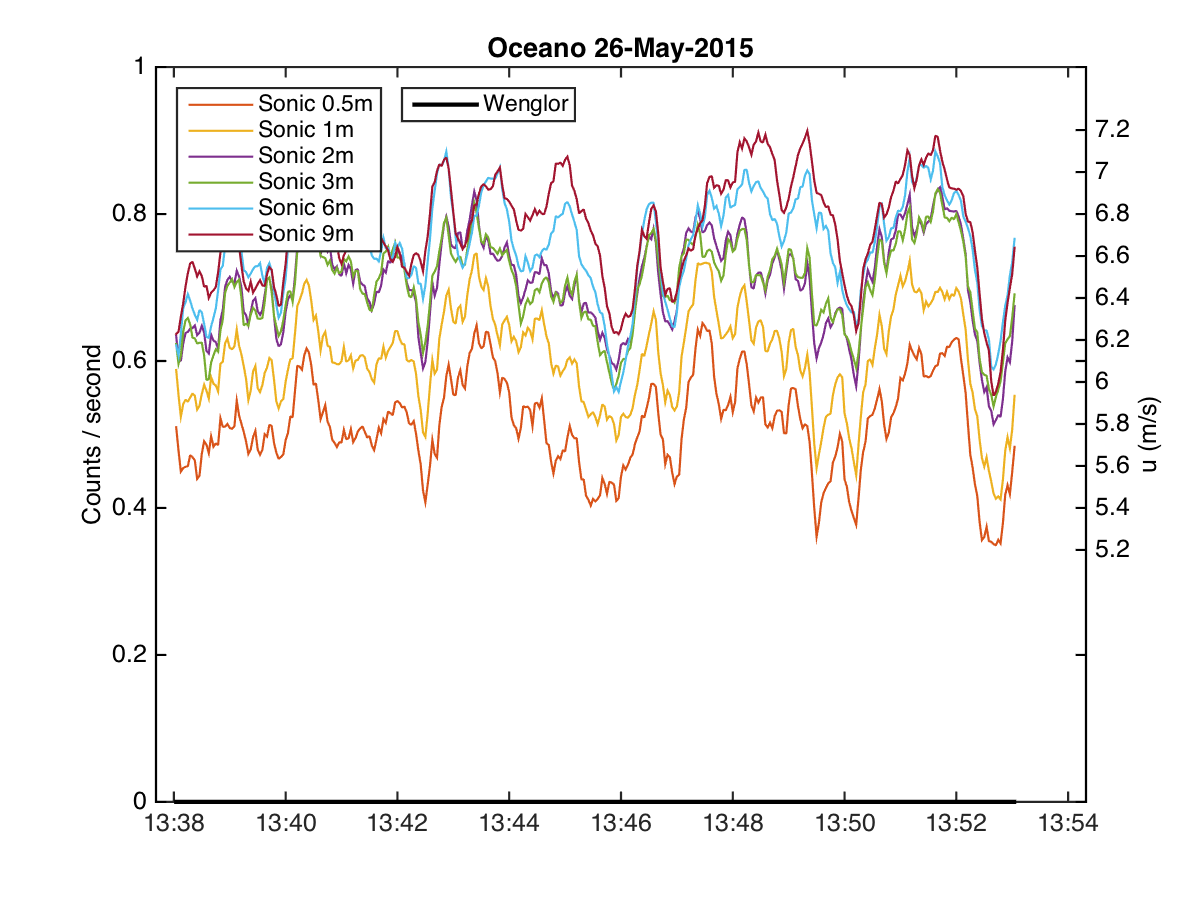 Oceano 26-May-2015
Sonic 0.5m
Sonic 1m
Sonic 2m
Sonic 3m
Sonic 6m
Sonic 9m
Wenglor
Counts / second
1
0.8
0.6
0.4
0.2
0
7.2
7
6.8
6.6
6.4
6.2
6
5.8
5.6
5.4
5.2
u (m/s)
13:38 13:40 13:42 13:44 13:46 13:48 13:50 13:52 13:54